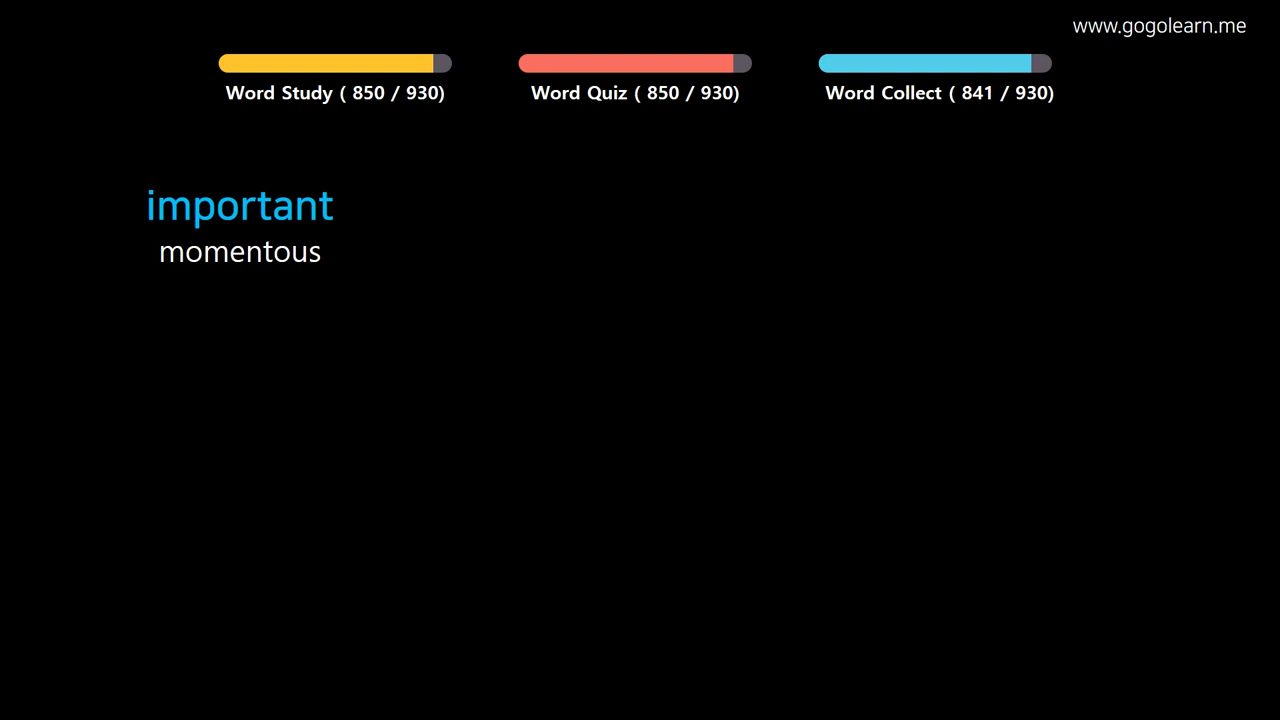 www.gogolearn.me
Word Study ( 850 / 930)
Word Quiz ( 850 / 930)
Word Collect ( 841 / 930)
important
momentous